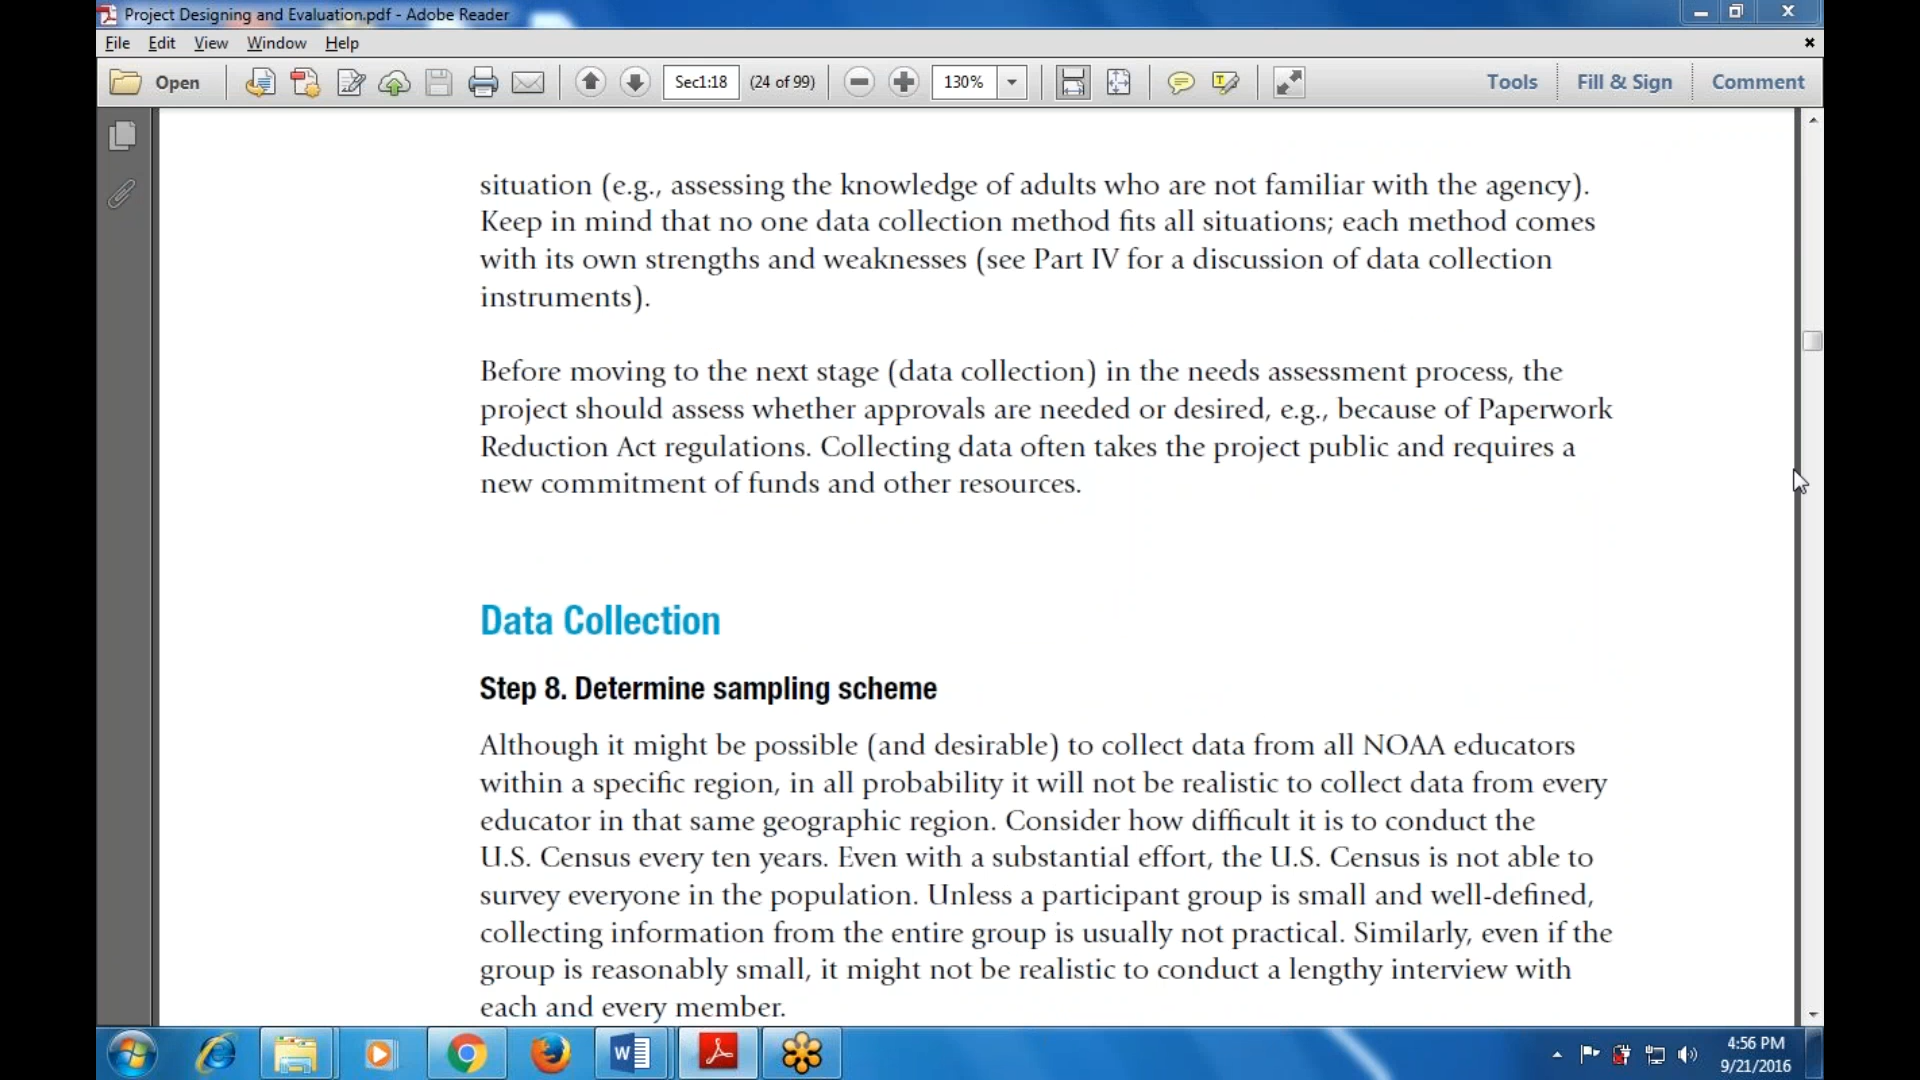 Project Designing and Evaluation.pdf - Adobe Reader
File Edit View Window Help
Open Sec1:18 (24 of 99) 130% Tools Fill & Sign Comment
situation (e.g., assessing the knowledge of adults who are not familiar with the agency).
Keep in mind that no one data collection method fits all situations; each method comes
with its own strengths and weaknesses (see Part IV for a discussion of data collection
instruments).
Before moving to the next stage (data collection) in the needs assessment process, the
project should assess whether approvals are needed or desired, e.g., because of Paperwork
Reduction Act regulations. Collecting data often takes the project public and requires a
new commitment of funds and other resources.
Data Collection
Step 8. Determine sampling scheme
Although it might be possible (and desirable) to collect data from all NOAA educators
within a specific region, in all probability it will not be realistic to collect data from every
educator in that same geographic region. Consider how difficult it is to conduct the
U.S. Census every ten years. Even with a substantial effort, the U.S. Census is not able to
survey everyone in the population. Unless a participant group is small and well-defined,
collecting information from the entire group is usually not practical. Similarly, even if the
group is reasonably small, it might not be realistic to conduct a lengthy interview with
each and every member.
4:56 PM
9/21/2016